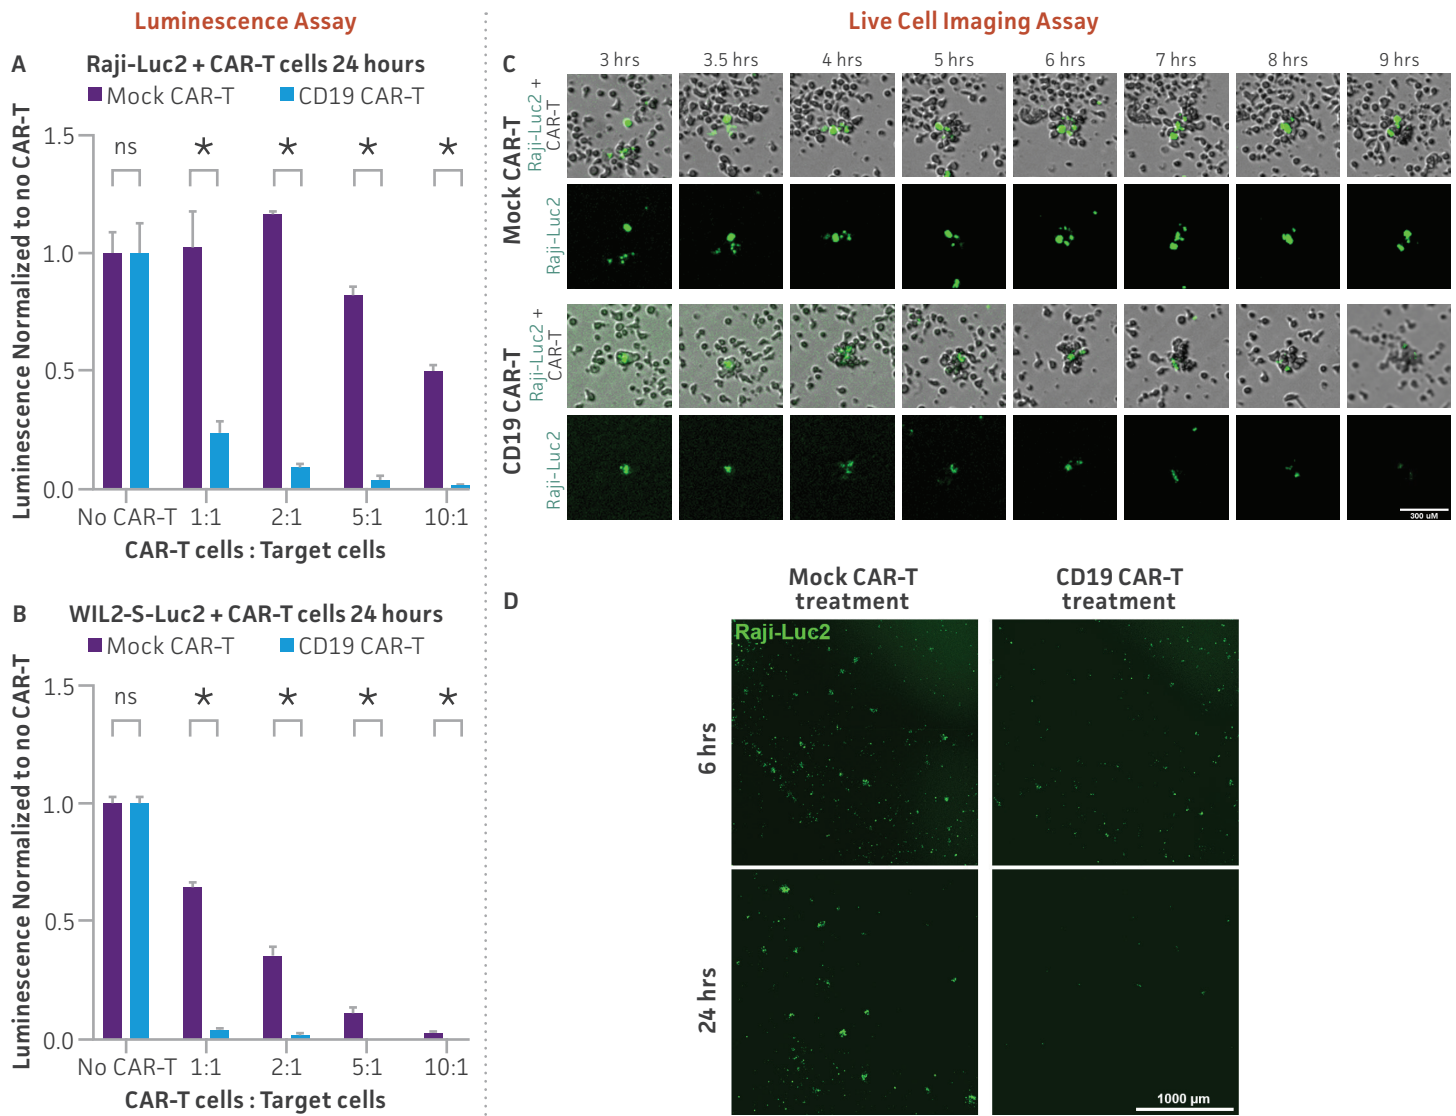 Luminescence Assay
A
Raji-Luc2 + CAR-T cells 24 hours
Mock CAR-T
CD19 CAR-T
Luminescence Normalized to no CAR-T
1.5
1.0
0.5
0.0
ns
*
*
*
*
No CAR-T
1:1
2:1
5:1
10:1
CAR-T cells : Target cells
B
WIL2-S-Luc2 + CAR-T cells 24 hours
Mock CAR-T
CD19 CAR-T
Luminescence Normalized to no CAR-T
1.5
1.0
0.5
0.0
ns
*
*
*
*
No CAR-T
1:1
2:1
5:1
10:1
CAR-T cells : Target cells
Live Cell Imaging Assay
C
3 hrs
3.5 hrs
4 hrs
5 hrs
6 hrs
7 hrs
8 hrs
9 hrs
Mock CAR-T
Raji-Luc2 +
CAR-T
Raji-Luc2
CD19 CAR-T
Raji-Luc2 +
CAR-T
Raji-Luc2
300 uM
D
Mock CAR-T
treatment
CD19 CAR-T
treatment
Raji-Luc2
6 hrs
24 hrs
1000 µm